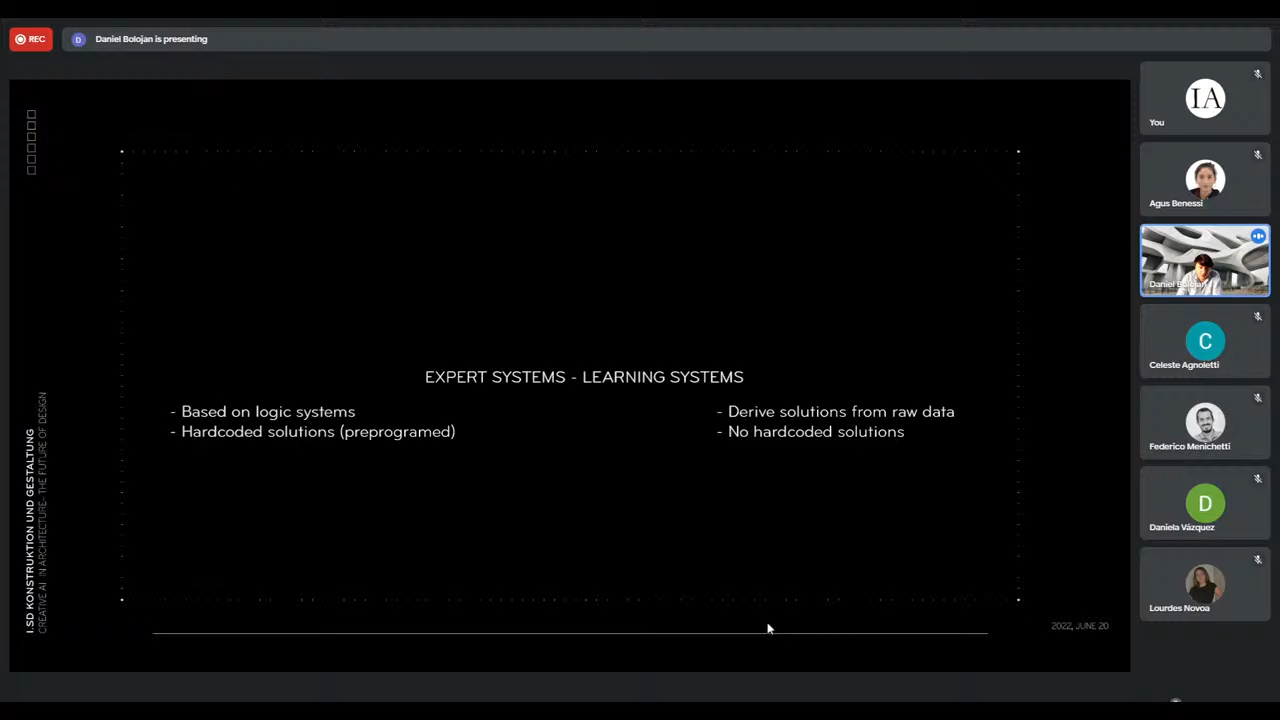 REC
D
Daniel Bolojan is presenting
IA
You
Agus Benessi
Daniel Bolojan
C
Celeste Agnoletti
Federico Menichetti
D
Daniela Vázquez
Lourdes Novoa
EXPERT SYSTEMS - LEARNING SYSTEMS
- Based on logic systems
- Hardcoded solutions (preprogramed)
- Derive solutions from raw data
- No hardcoded solutions
I.SD KONSTRUKTION UND GESTALTUNG
CREATIVE AI IN ARCHITECTURE- THE FUTURE OF DESIGN
2022, JUNE 20